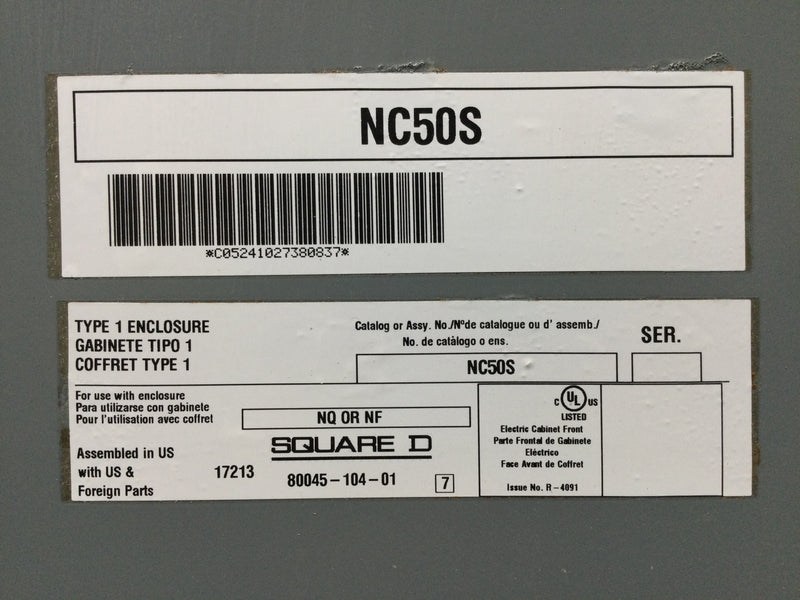 NC50S
*C05241027380837*
TYPE 1 ENCLOSURE
GABINETE TIPO 1
COFFRET TYPE 1
Catalog or Assy. No./Nºde catalogue ou d' assemb./
No. de catàlogo o ens.
NC50S
SER.
For use with enclosure
Para utilizarse con gabinete
Pour l'utilisation avec coffret
NQ OR NF
Assembled in US
with US &
Foreign Parts
17213
SQUARE D
80045-104-01
7
C UL US
LISTED
Electric Cabinet Front
Parte Frontal de Gabinete
Eléctrico
Face Avant de Coffret
Issue No. R-4091